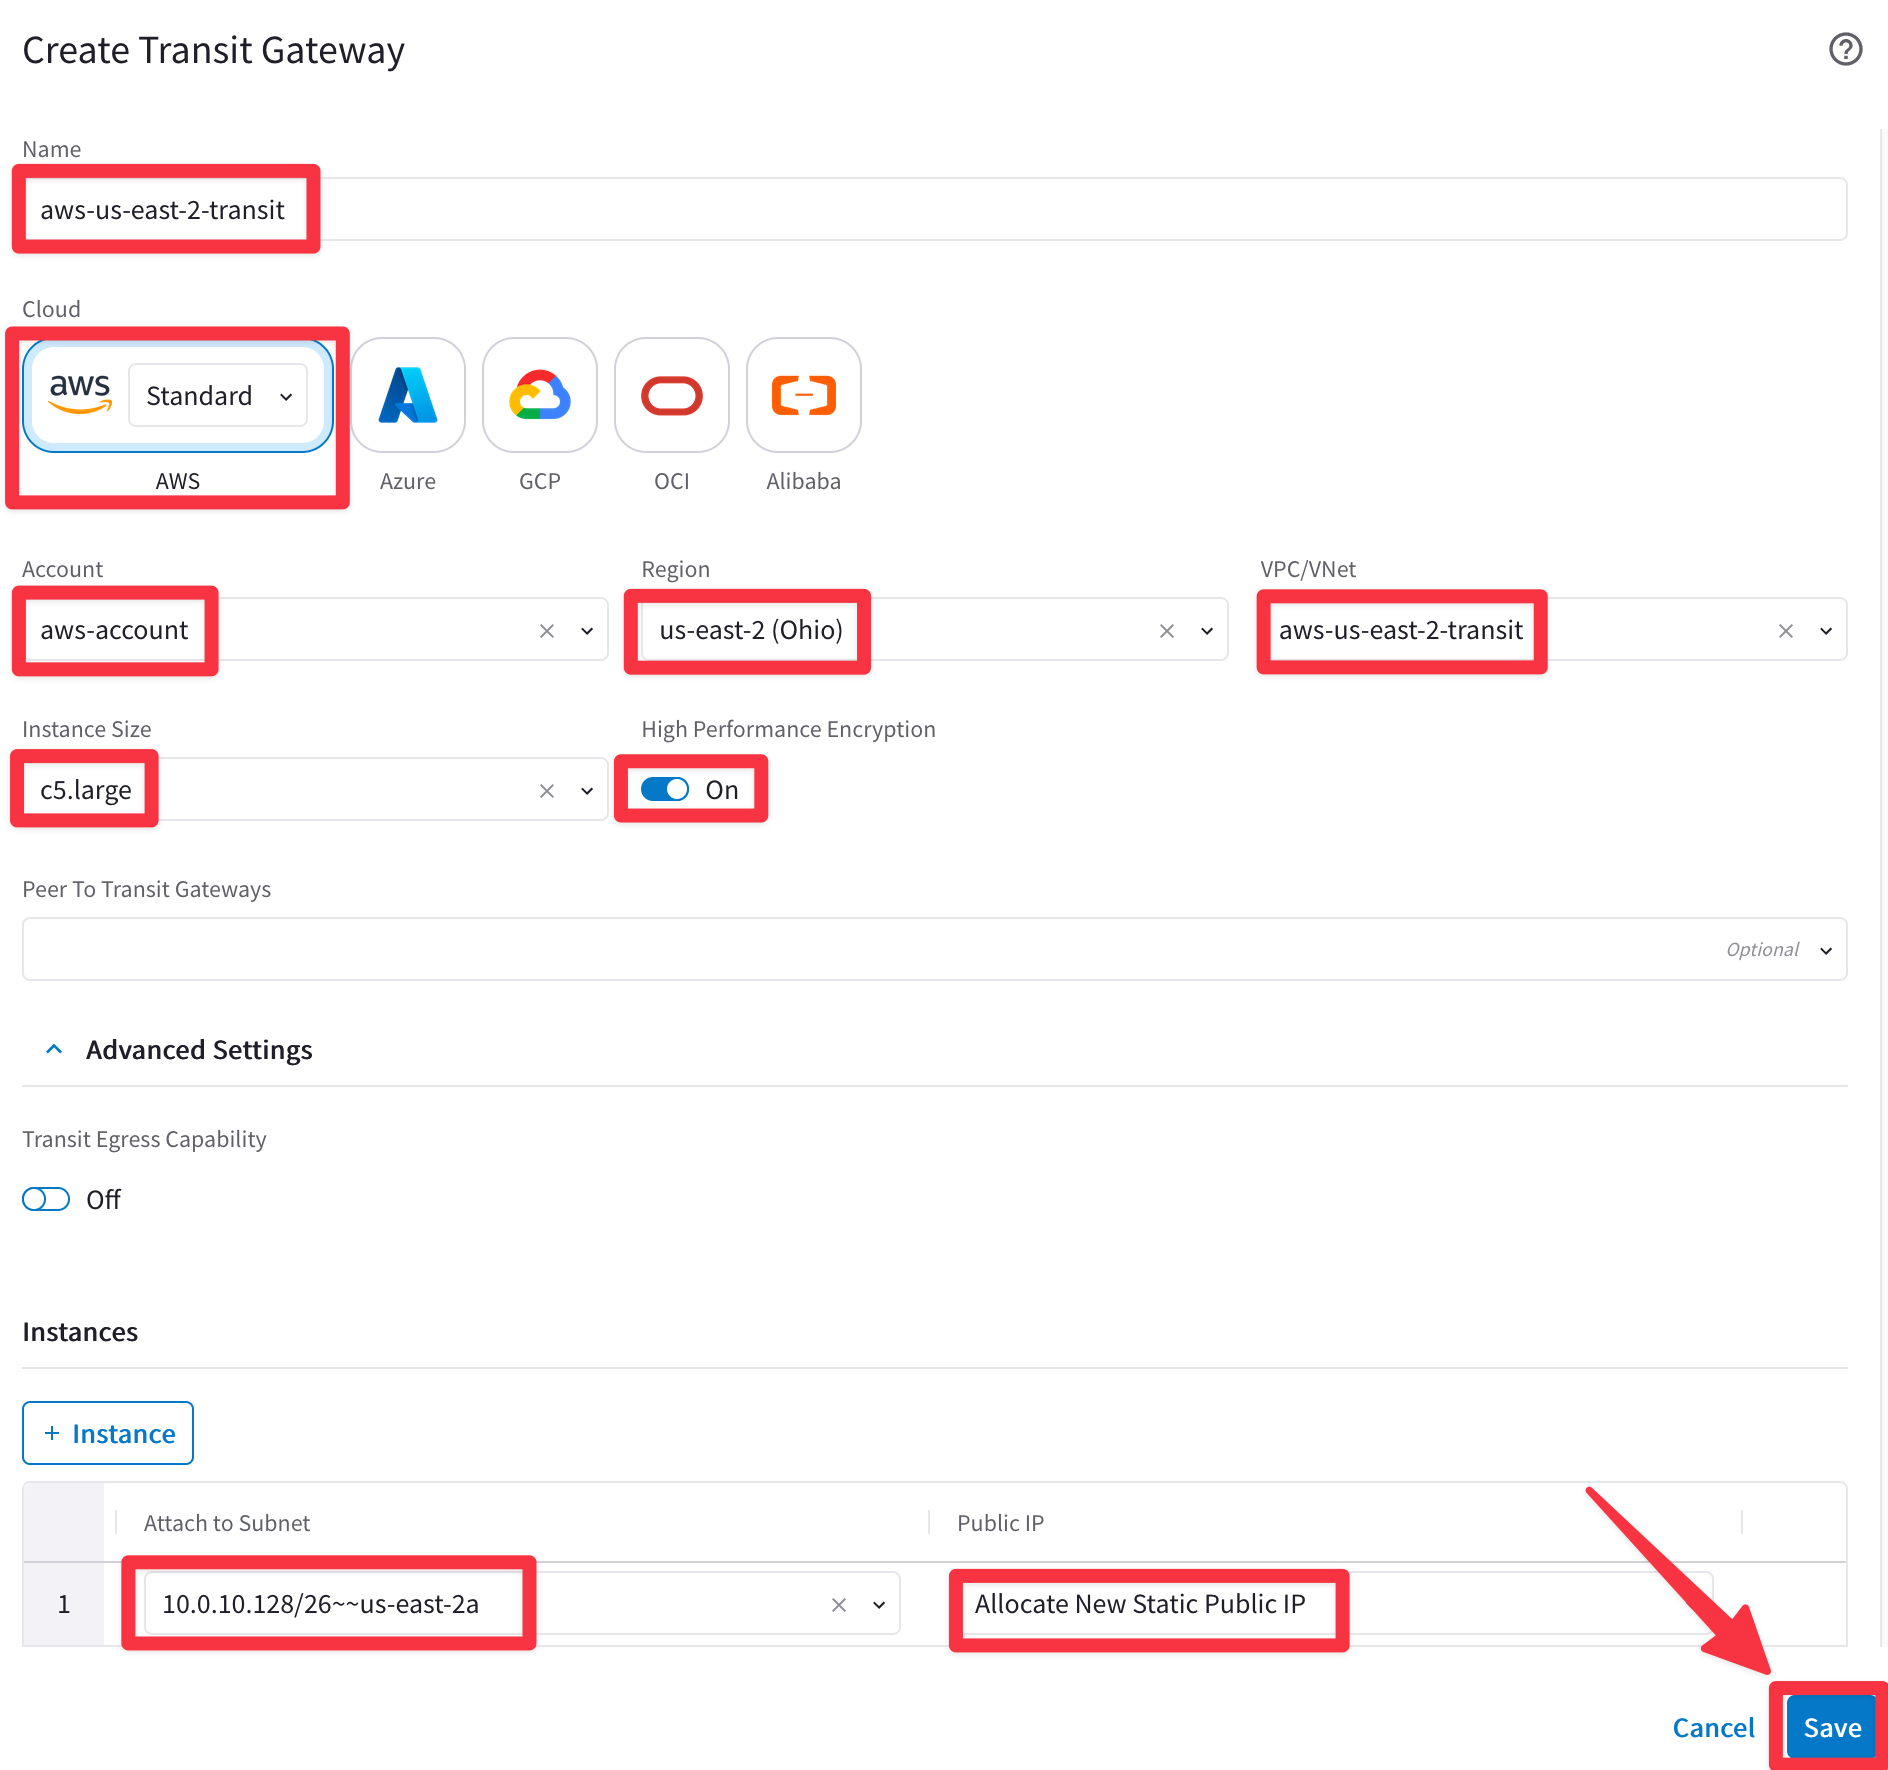 Create Transit Gateway
?
Name
aws-us-east-2-transit
Cloud
aws Standard
AWS Azure GCP OCI Alibaba
Account Region VPC/VNet
aws-account us-east-2 (Ohio) aws-us-east-2-transit
Instance Size High Performance Encryption
c5.large On
Peer To Transit Gateways
Optional
Advanced Settings
Transit Egress Capability
Off
Instances
+ Instance
Attach to Subnet Public IP
1 10.0.10.128/26~~us-east-2a Allocate New Static Public IP
Cancel Save